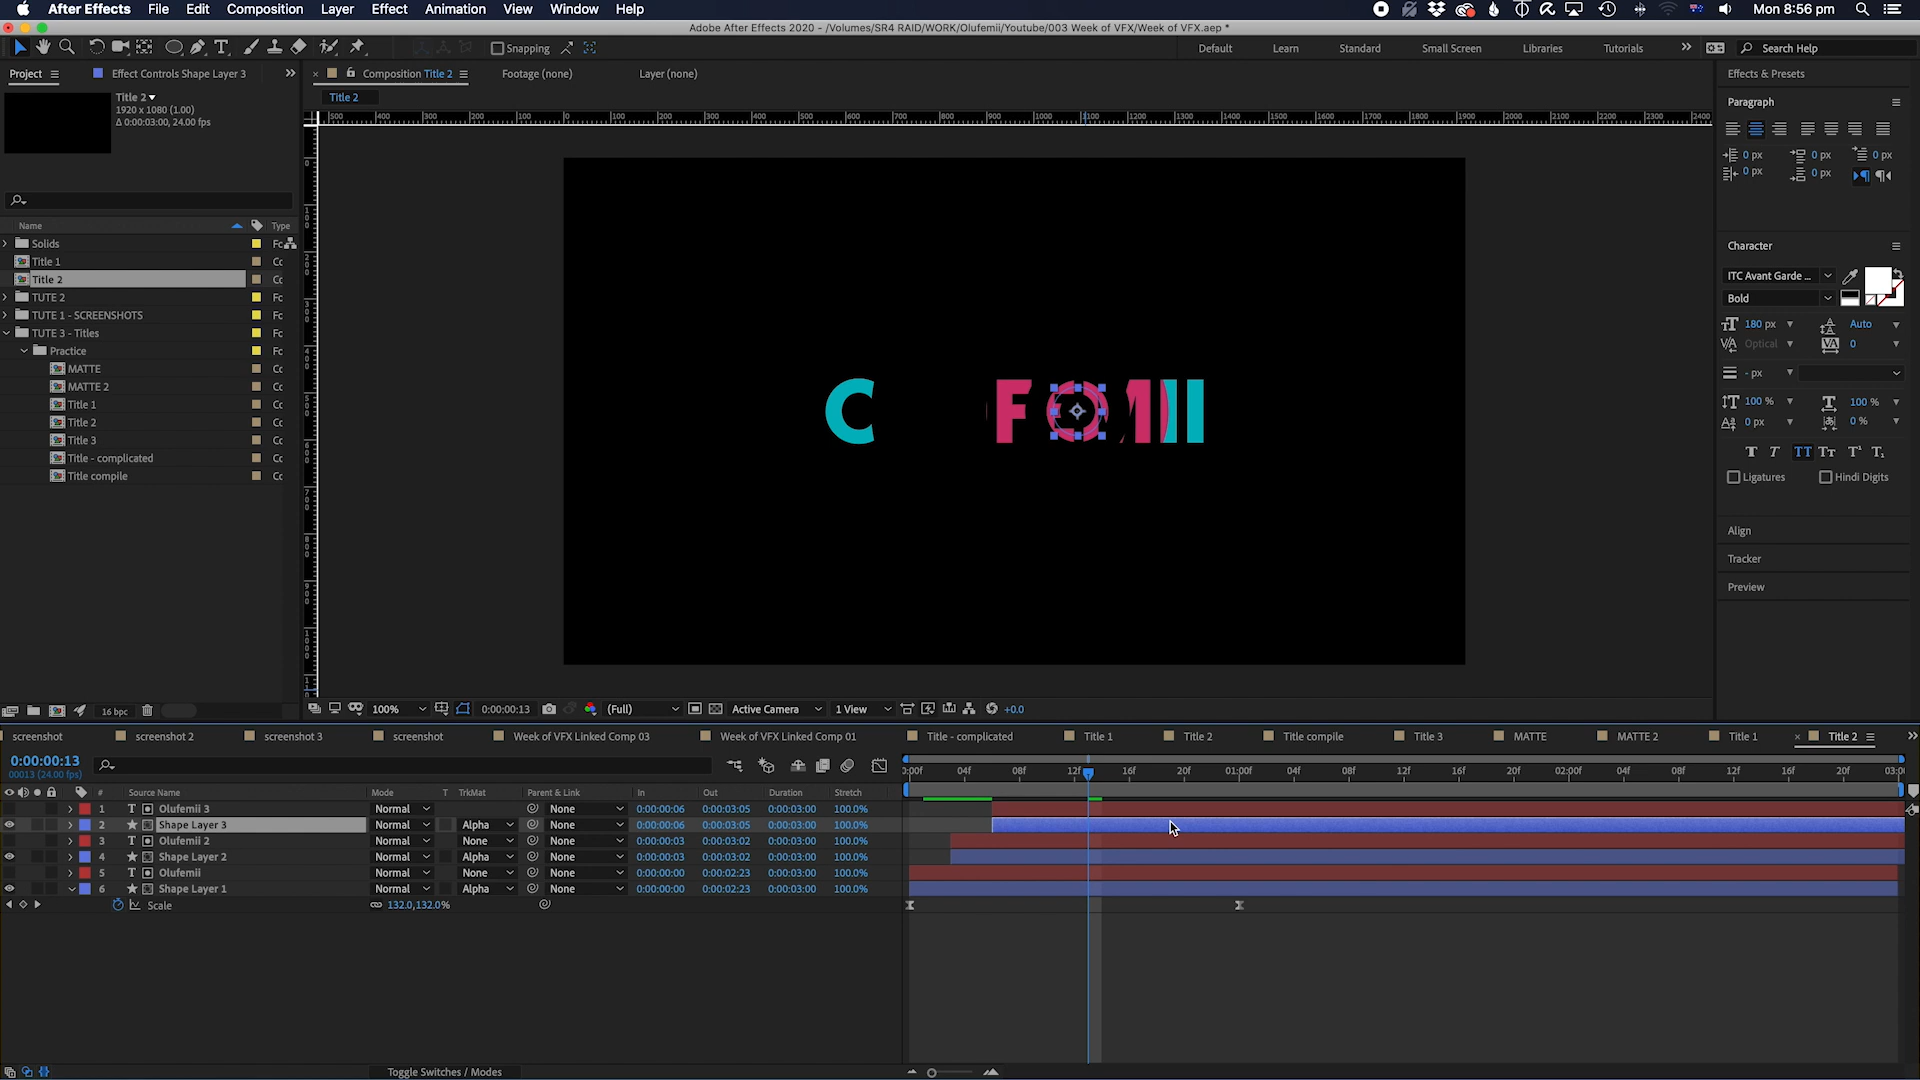 After Effects File Edit Composition Layer Effect Animation View Window Help Mon 8:56 pm
Adobe After Effects 2020 - /Volumes/SR4 RAID/WORK/Olufemii/Youtube/003 Week of VFX/Week of VFX.aep *
Snapping Default Learn Standard Small Screen Libraries Tutorials Search Help
Project Effect Controls Shape Layer 3 Composition Title 2 Footage (none) Layer (none) Effects & Presets
Title 2
1920 x 1080 (1.00)
Δ 0:00:03:00, 24.00 fps
Title 2
Paragraph
0 px 0 px 0 px
0 px 0 px
Name Type
Solids Fc
Title 1 Cc
Title 2 Cc
TUTE 2 Fc
TUTE 1 - SCREENSHOTS Fc
TUTE 3 - Titles Fc
Practice Fc
MATTE Cc
MATTE 2 Cc
Title 1 Cc
Title 2 Cc
Title 3 Cc
Title - complicated Cc
Title compile Cc
Character
ITC Avant Garde ...
Bold
180 px Auto
Optical 0
- px
100 % 100 %
0 px 0 %
Ligatures Hindi Digits
Align
Tracker
Preview
16 bpc 100% 0:00:00:13 (Full) Active Camera 1 View +0.0
screenshot screenshot 2 screenshot 3 screenshot Week of VFX Linked Comp 03 Week of VFX Linked Comp 01 Title - complicated Title 1 Title 2 Title compile Title 3 MATTE MATTE 2 Title 1 Title 2
0:00:00:13
00013 (24.00 fps)
04f 08f 12f 16f 20f 01:00f 04f 08f 12f 16f 20f 02:00f 04f 08f 12f 16f 20f
# Source Name Mode T TrkMat Parent & Link In Out Duration Stretch
1 Olufemii 3 Normal None 0:00:00:06 0:00:03:05 0:00:03:00 100.0%
2 Shape Layer 3 Normal Alpha None 0:00:00:06 0:00:03:05 0:00:03:00 100.0%
3 Olufemii 2 Normal None None 0:00:00:03 0:00:03:02 0:00:03:00 100.0%
4 Shape Layer 2 Normal Alpha None 0:00:00:03 0:00:03:02 0:00:03:00 100.0%
5 Olufemii Normal None None 0:00:00:00 0:00:02:23 0:00:03:00 100.0%
6 Shape Layer 1 Normal Alpha None 0:00:00:00 0:00:02:23 0:00:03:00 100.0%
Scale 132.0,132.0%
Toggle Switches / Modes